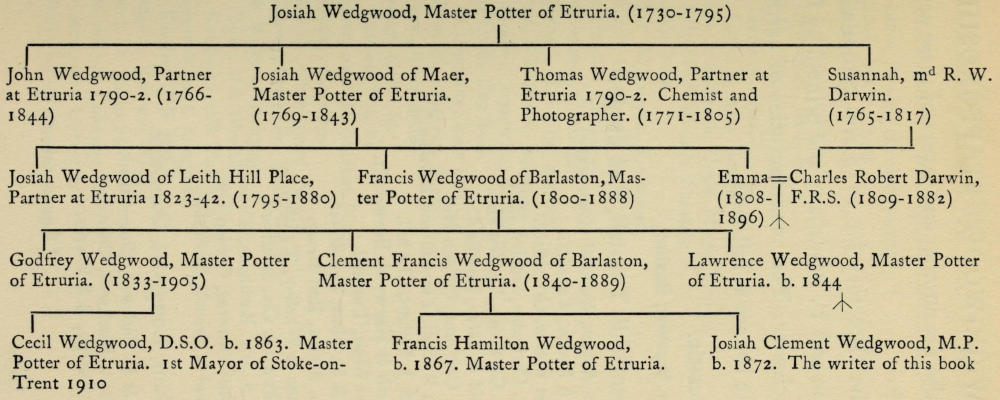 Josiah Wedgwood, Master Potter of Etruria. (1730-1795)
John Wedgwood, Partner
at Etruria 1790-2. (1766-
1844)
Josiah Wedgwood of Maer,
Master Potter of Etruria.
(1769-1843)
Thomas Wedgwood, Partner at
Etruria 1790-2. Chemist and
Photographer. (1771-1805)
Susannah, md R. W.
Darwin.
(1765-1817)
Josiah Wedgwood of Leith Hill Place,
Partner at Etruria 1823-42. (1795-1880)
Francis Wedgwood of Barlaston, Mas-
ter Potter of Etruria. (1800-1888)
Emma=
(1808-
1896)
Charles Robert Darwin,
F.R.S. (1809-1882)
Godfrey Wedgwood, Master Potter
of Etruria. (1833-1905)
Clement Francis Wedgwood of Barlaston,
Master Potter of Etruria. (1840-1889)
Lawrence Wedgwood, Master Potter
of Etruria. b. 1844
Cecil Wedgwood, D.S.O. b. 1863. Master
Potter of Etruria. 1st Mayor of Stoke-on-
Trent 1910
Francis Hamilton Wedgwood,
b. 1867. Master Potter of Etruria.
Josiah Clement Wedgwood, M.P.
b. 1872. The writer of this book